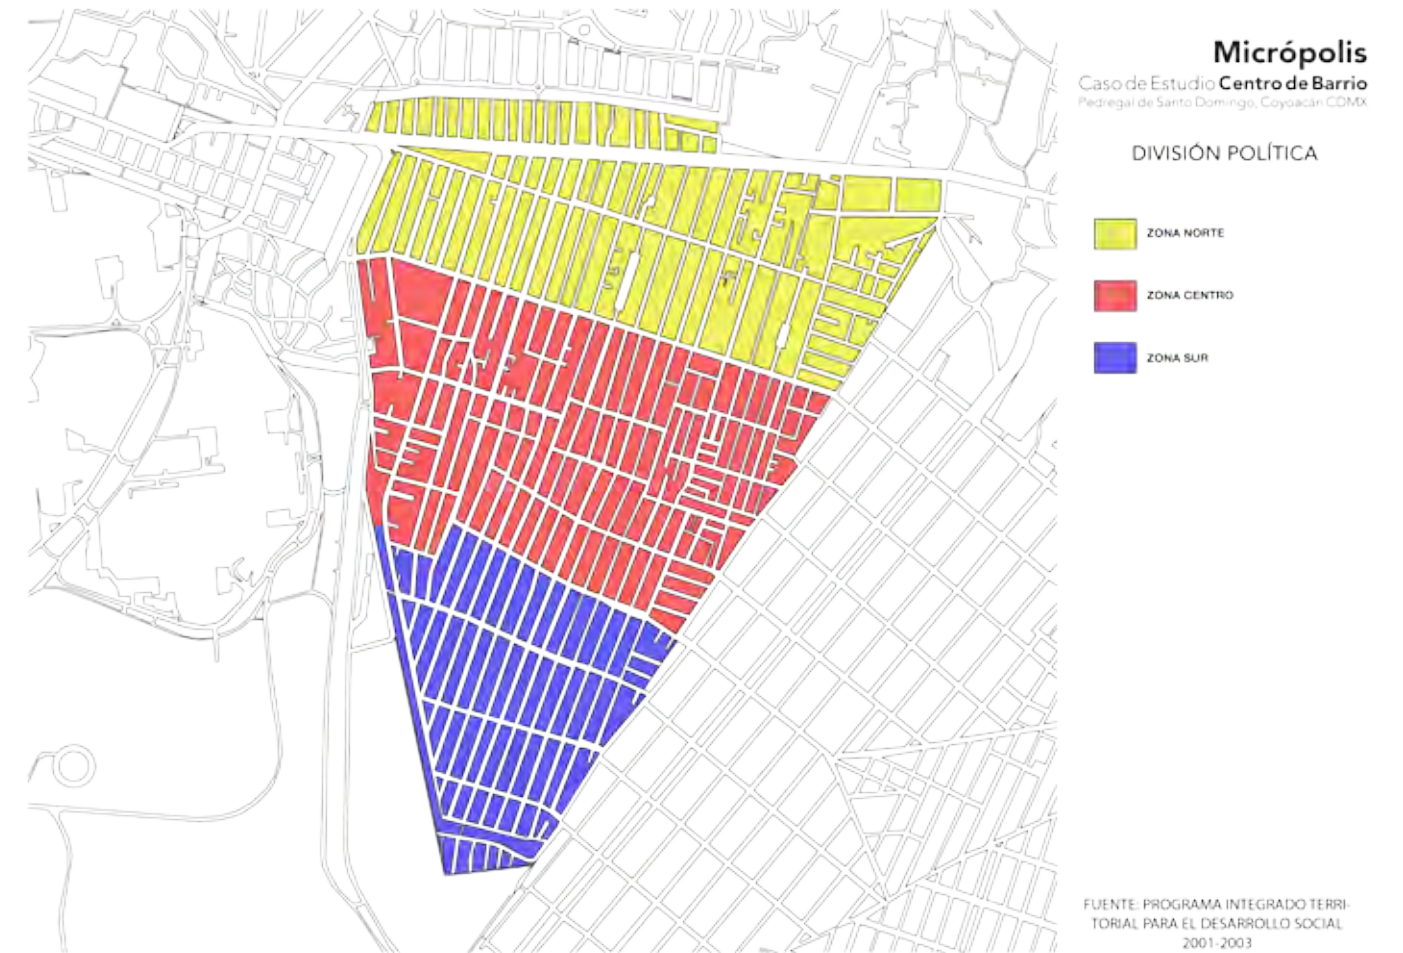 Micrópolis
Caso de Estudio Centro de Barrio
Pedregal de Santo Domingo, Coyoacán CDMX
DIVISIÓN POLÍTICA
ZONA NORTE
ZONA CENTRO
ZONA SUR
FUENTE: PROGRAMA INTEGRADO TERRI-
TORIAL PARA EL DESARROLLO SOCIAL
2001-2003